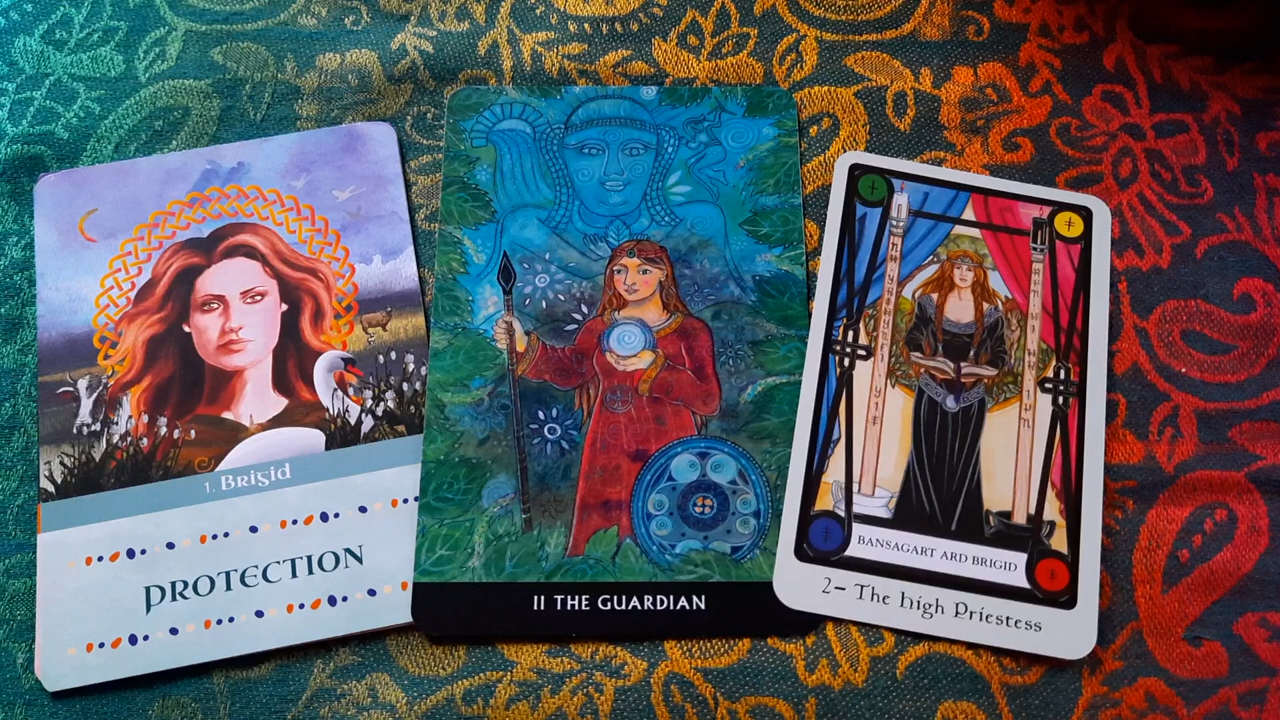 1. Brigid
PROTECTION
II THE GUARDIAN
BANSAGART ARD BRIGID
2- The High Priestess